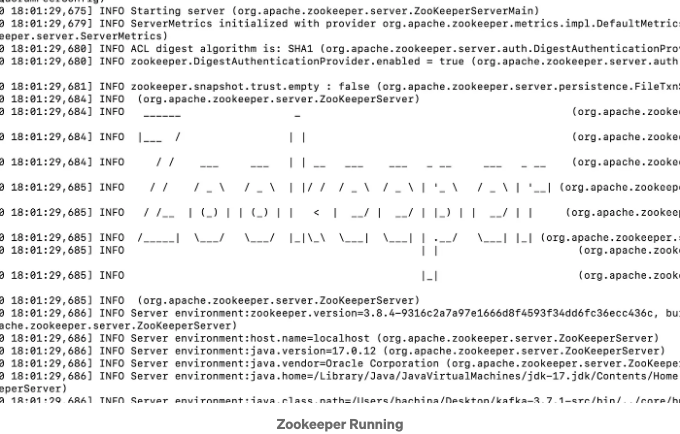 0 18:01:29,675] INFO Starting server (org.apache.zookeeper.server.ZooKeeperServerMain)
0 18:01:29,679] INFO ServerMetrics initialized with provider org.apache.zookeeper.metrics.impl.DefaultMetric
eeper.server.ServerMetrics)
0 18:01:29,680] INFO ACL digest algorithm is: SHA1 (org.apache.zookeeper.server.auth.DigestAuthenticationPro
0 18:01:29,680] INFO zookeeper.DigestAuthenticationProvider.enabled = true (org.apache.zookeeper.server.auth

0 18:01:29,681] INFO zookeeper.snapshot.trust.empty : false (org.apache.zookeeper.server.persistence.FileTxnS
0 18:01:29,684] INFO  (org.apache.zookeeper.server.ZooKeeperServer)
0 18:01:29,684] INFO   ______                  _                                          (org.apache.zooke
0 18:01:29,684] INFO  |___  /                 | |                                         (org.apache.zooke
0 18:01:29,684] INFO     / /    ___    ___    | | __   ___    ___   _ __     ___   _ __   (org.apache.zooke
0 18:01:29,685] INFO    / /    / _ \  / _ \   | |/ /  / _ \  / _ \ | '_ \   / _ \ | '__| (org.apache.zookeepe
0 18:01:29,685] INFO   / /__  | (_) | | (_) | |   <  |  __/ |  __/ | |_) | |  __/ | |     (org.apache.zookeep
0 18:01:29,685] INFO  /_____|  \___/   \___/  |_|\_\  \___|  \___| | .__/   \___| |_| (org.apache.zookeeper.s
0 18:01:29,685] INFO                                               | |                     (org.apache.zooke
0 18:01:29,685] INFO                                               |_|                     (org.apache.zooke
0 18:01:29,685] INFO  (org.apache.zookeeper.server.ZooKeeperServer)
0 18:01:29,686] INFO Server environment:zookeeper.version=3.8.4-9316c2a7a97e1666d8f4593f34dd6fc36ecc436c, bui
ache.zookeeper.server.ZooKeeperServer)
0 18:01:29,686] INFO Server environment:host.name=localhost (org.apache.zookeeper.server.ZooKeeperServer)
0 18:01:29,686] INFO Server environment:java.version=17.0.12 (org.apache.zookeeper.server.ZooKeeperServer)
0 18:01:29,686] INFO Server environment:java.vendor=Oracle Corporation (org.apache.zookeeper.server.ZooKeepe
0 18:01:29,686] INFO Server environment:java.home=/Library/Java/JavaVirtualMachines/jdk-17.jdk/Contents/Home
eperServer)
0 18:01:29,686] INFO Server environment:java.class.path=/Users/bachina/Desktop/kafka-3.7.1-src/bin/../core/b
Zookeeper Running